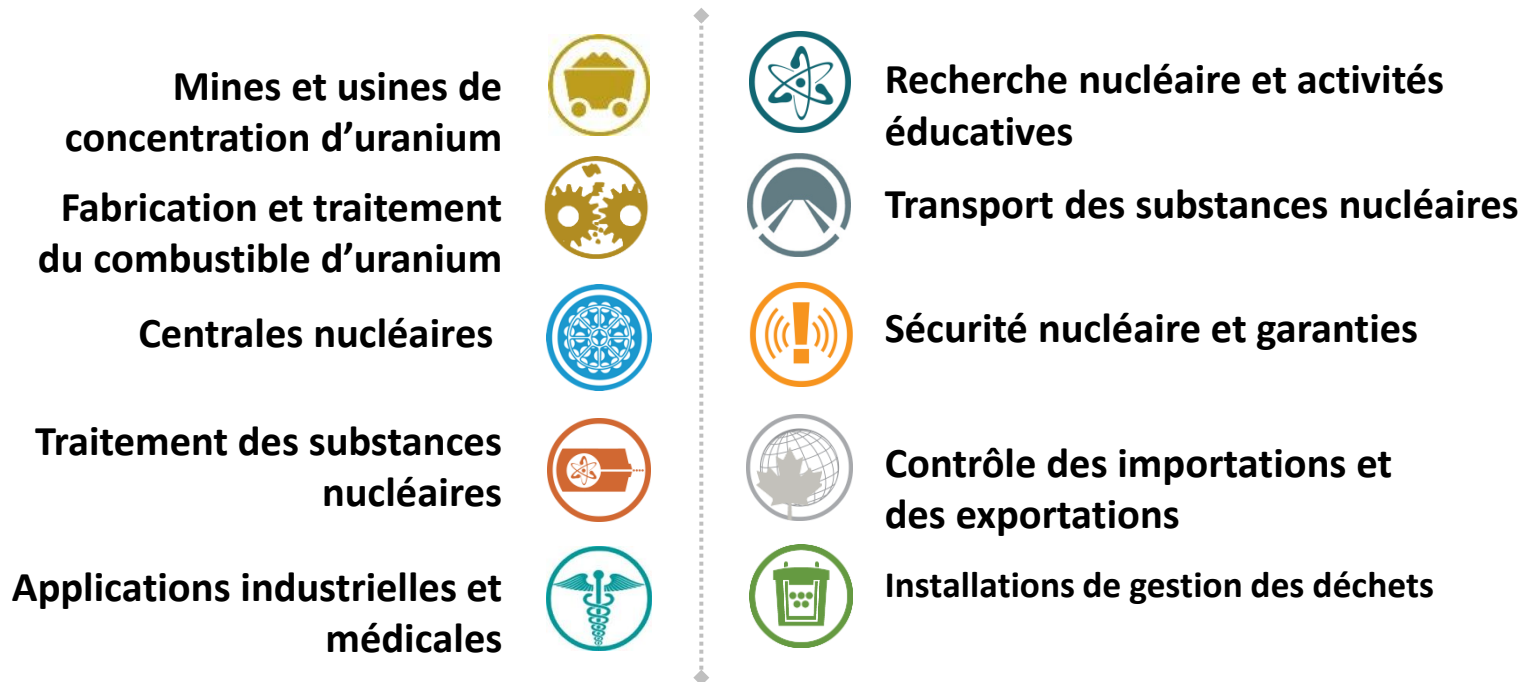 Mines et usines de
concentration d’uranium
Fabrication et traitement
du combustible d’uranium
Centrales nucléaires
Traitement des substances
nucléaires
Applications industrielles et
médicales
Recherche nucléaire et activités
éducatives
Transport des substances nucléaires
Sécurité nucléaire et garanties
Contrôle des importations et
des exportations
Installations de gestion des déchets